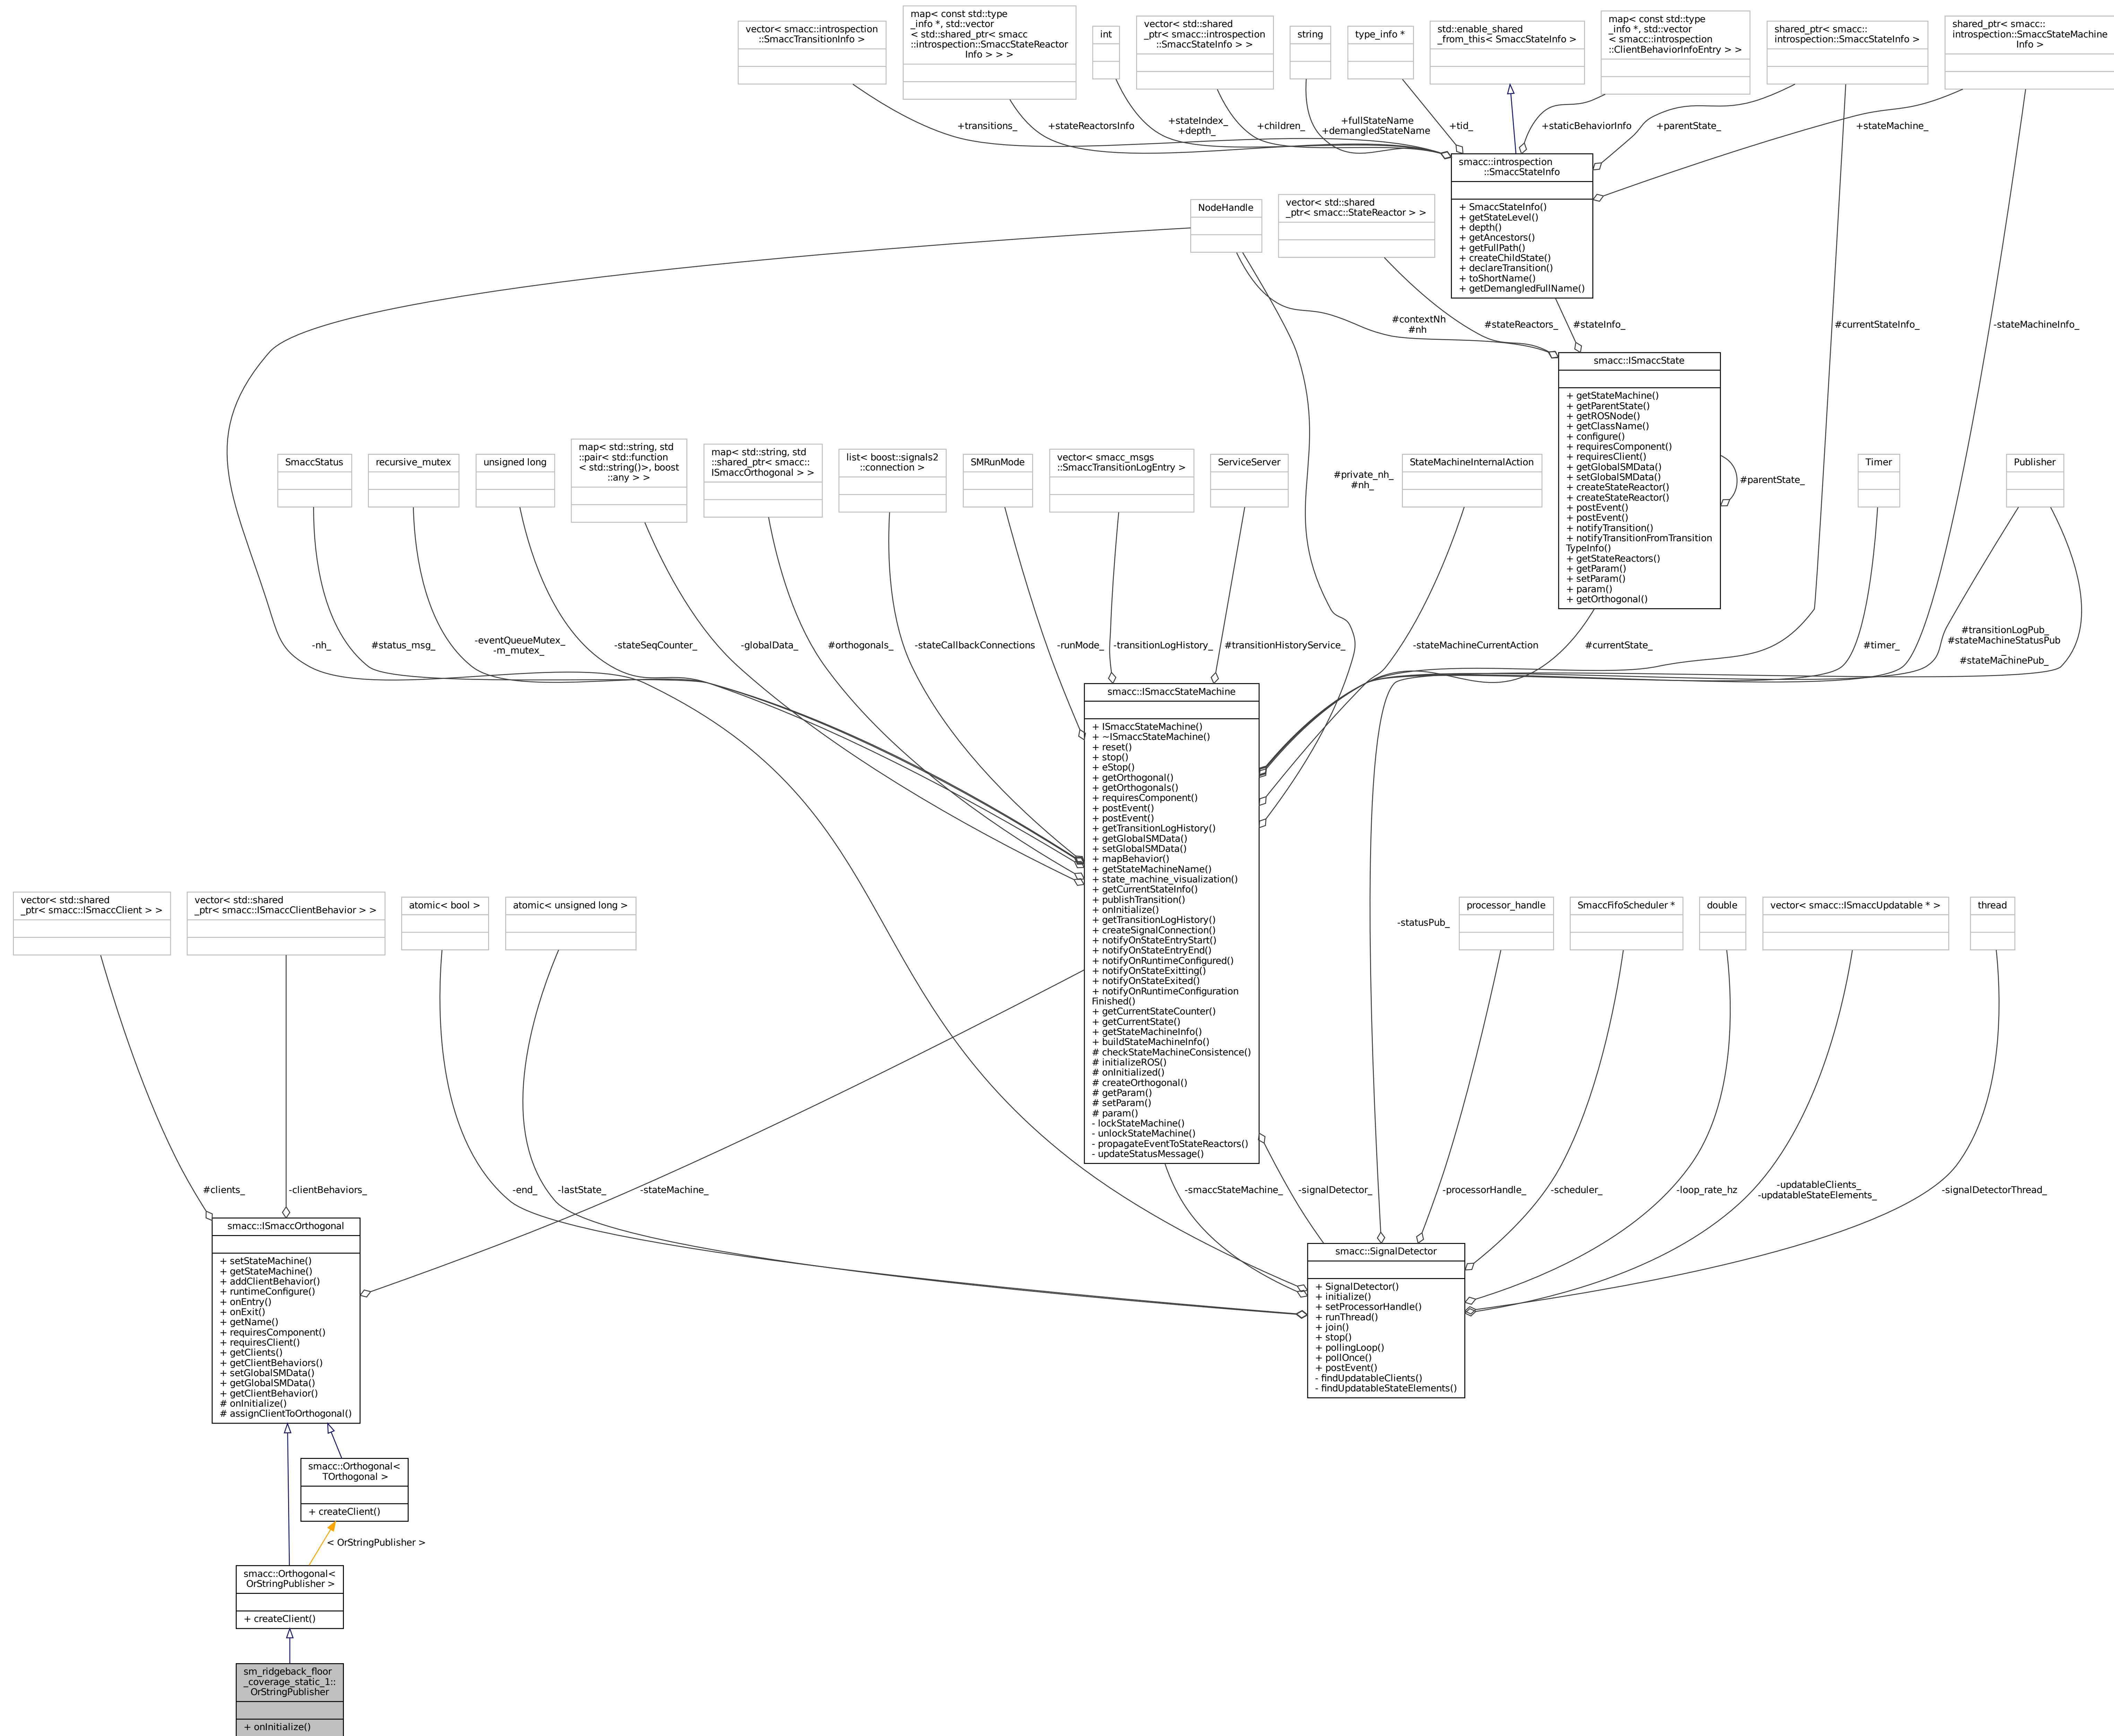 vector< smacc::introspection
::SmaccTransitionInfo >
map< const std::type
_info *, std::vector
< std::shared_ptr< smacc
::introspection::SmaccStateReactor
Info > > >
int
vector< std::shared
_ptr< smacc::introspection
::SmaccStateInfo > >
string
type_info *
std::enable_shared
_from_this< SmaccStateInfo >
map< const std::type
_info *, std::vector
< smacc::introspection
::ClientBehaviorInfoEntry > >
shared_ptr< smacc::
introspection::SmaccStateInfo >
shared_ptr< smacc::
introspection::SmaccStateMachine
Info >
+transitions_
+stateReactorsInfo
+stateIndex_
+depth_
+children_
+fullStateName
+demangledStateName
+tid_
+staticBehaviorInfo
+parentState_
+stateMachine_
smacc::introspection
::SmaccStateInfo
+ SmaccStateInfo()
+ getStateLevel()
+ depth()
+ getAncestors()
+ getFullPath()
+ createChildState()
+ declareTransition()
+ toShortName()
+ getDemangledFullName()
NodeHandle
vector< std::shared
_ptr< smacc::StateReactor > >
#contextNh
#nh
#stateReactors_
#stateInfo_
#currentStateInfo_
-stateMachineInfo_
smacc::ISmaccState
+ getStateMachine()
+ getParentState()
+ getROSNode()
+ getClassName()
+ configure()
+ requiresComponent()
+ requiresClient()
+ getGlobalSMData()
+ setGlobalSMData()
+ createStateReactor()
+ createStateReactor()
+ postEvent()
+ postEvent()
+ notifyTransition()
+ notifyTransitionFromTransition
TypeInfo()
+ getStateReactors()
+ getParam()
+ setParam()
+ param()
+ getOrthogonal()
#parentState_
SmaccStatus
recursive_mutex
unsigned long
map< std::string, std
::pair< std::function
< std::string()>, boost
::any > >
map< std::string, std
::shared_ptr< smacc::
ISmaccOrthogonal > >
list< boost::signals2
::connection >
SMRunMode
vector< smacc_msgs
::SmaccTransitionLogEntry >
ServiceServer
#private_nh_
#nh_
StateMachineInternalAction
Timer
Publisher
-nh_
#status_msg_
-eventQueueMutex_
-m_mutex_
-stateSeqCounter_
-globalData_
#orthogonals_
-stateCallbackConnections
-runMode_
-transitionLogHistory_
#transitionHistoryService_
-stateMachineCurrentAction
#currentState_
#timer_
#transitionLogPub_
#stateMachineStatusPub
_
#stateMachinePub_
smacc::ISmaccStateMachine
+ ISmaccStateMachine()
+ ~ISmaccStateMachine()
+ reset()
+ stop()
+ eStop()
+ getOrthogonal()
+ getOrthogonals()
+ requiresComponent()
+ postEvent()
+ postEvent()
+ getTransitionLogHistory()
+ getGlobalSMData()
+ setGlobalSMData()
+ mapBehavior()
+ getStateMachineName()
+ state_machine_visualization()
+ getCurrentStateInfo()
+ publishTransition()
+ onInitialize()
+ getTransitionLogHistory()
+ createSignalConnection()
+ notifyOnStateEntryStart()
+ notifyOnStateEntryEnd()
+ notifyOnRuntimeConfigured()
+ notifyOnStateExitting()
+ notifyOnStateExited()
+ notifyOnRuntimeConfiguration
Finished()
+ getCurrentStateCounter()
+ getCurrentState()
+ getStateMachineInfo()
+ buildStateMachineInfo()
# checkStateMachineConsistence()
# initializeROS()
# onInitialized()
# createOrthogonal()
# getParam()
# setParam()
# param()
- lockStateMachine()
- unlockStateMachine()
- propagateEventToStateReactors()
- updateStatusMessage()
vector< std::shared
_ptr< smacc::ISmaccClient > >
vector< std::shared
_ptr< smacc::ISmaccClientBehavior > >
atomic< bool >
atomic< unsigned long >
-statusPub_
processor_handle
SmaccFifoScheduler *
double
vector< smacc::ISmaccUpdatable * >
thread
#clients_
-clientBehaviors_
-end_
-lastState_
-stateMachine_
-smaccStateMachine_
-signalDetector_
-processorHandle_
-scheduler_
-loop_rate_hz
-updatableClients_
-updatableStateElements_
-signalDetectorThread_
smacc::ISmaccOrthogonal
+ setStateMachine()
+ getStateMachine()
+ addClientBehavior()
+ runtimeConfigure()
+ onEntry()
+ onExit()
+ getName()
+ requiresComponent()
+ requiresClient()
+ getClients()
+ getClientBehaviors()
+ setGlobalSMData()
+ getGlobalSMData()
+ getClientBehavior()
# onInitialize()
# assignClientToOrthogonal()
smacc::SignalDetector
+ SignalDetector()
+ initialize()
+ setProcessorHandle()
+ runThread()
+ join()
+ stop()
+ pollingLoop()
+ pollOnce()
+ postEvent()
- findUpdatableClients()
- findUpdatableStateElements()
smacc::Orthogonal<
TOrthogonal >
+ createClient()
< OrStringPublisher >
smacc::Orthogonal<
OrStringPublisher >
+ createClient()
sm_ridgeback_floor
_coverage_static_1::
OrStringPublisher
+ onInitialize()